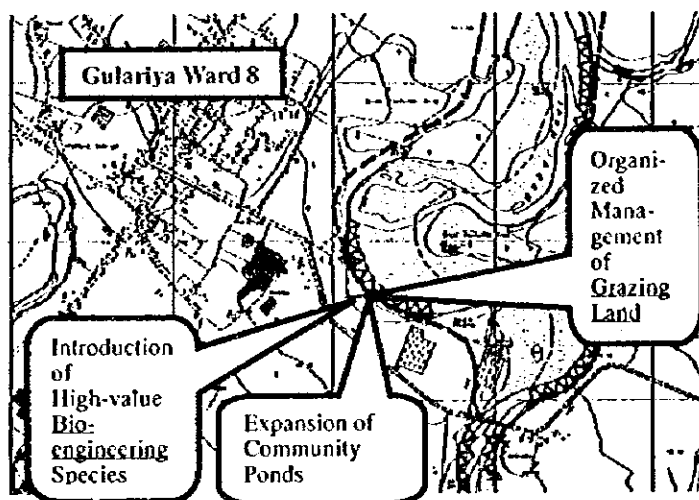 Gulariya Ward 8
Organi-
zed
Mana-
gement
of
Grazing
Land
Introduction
of
High-value
Bio-
engineering
Species
Expansion of
Community
Ponds